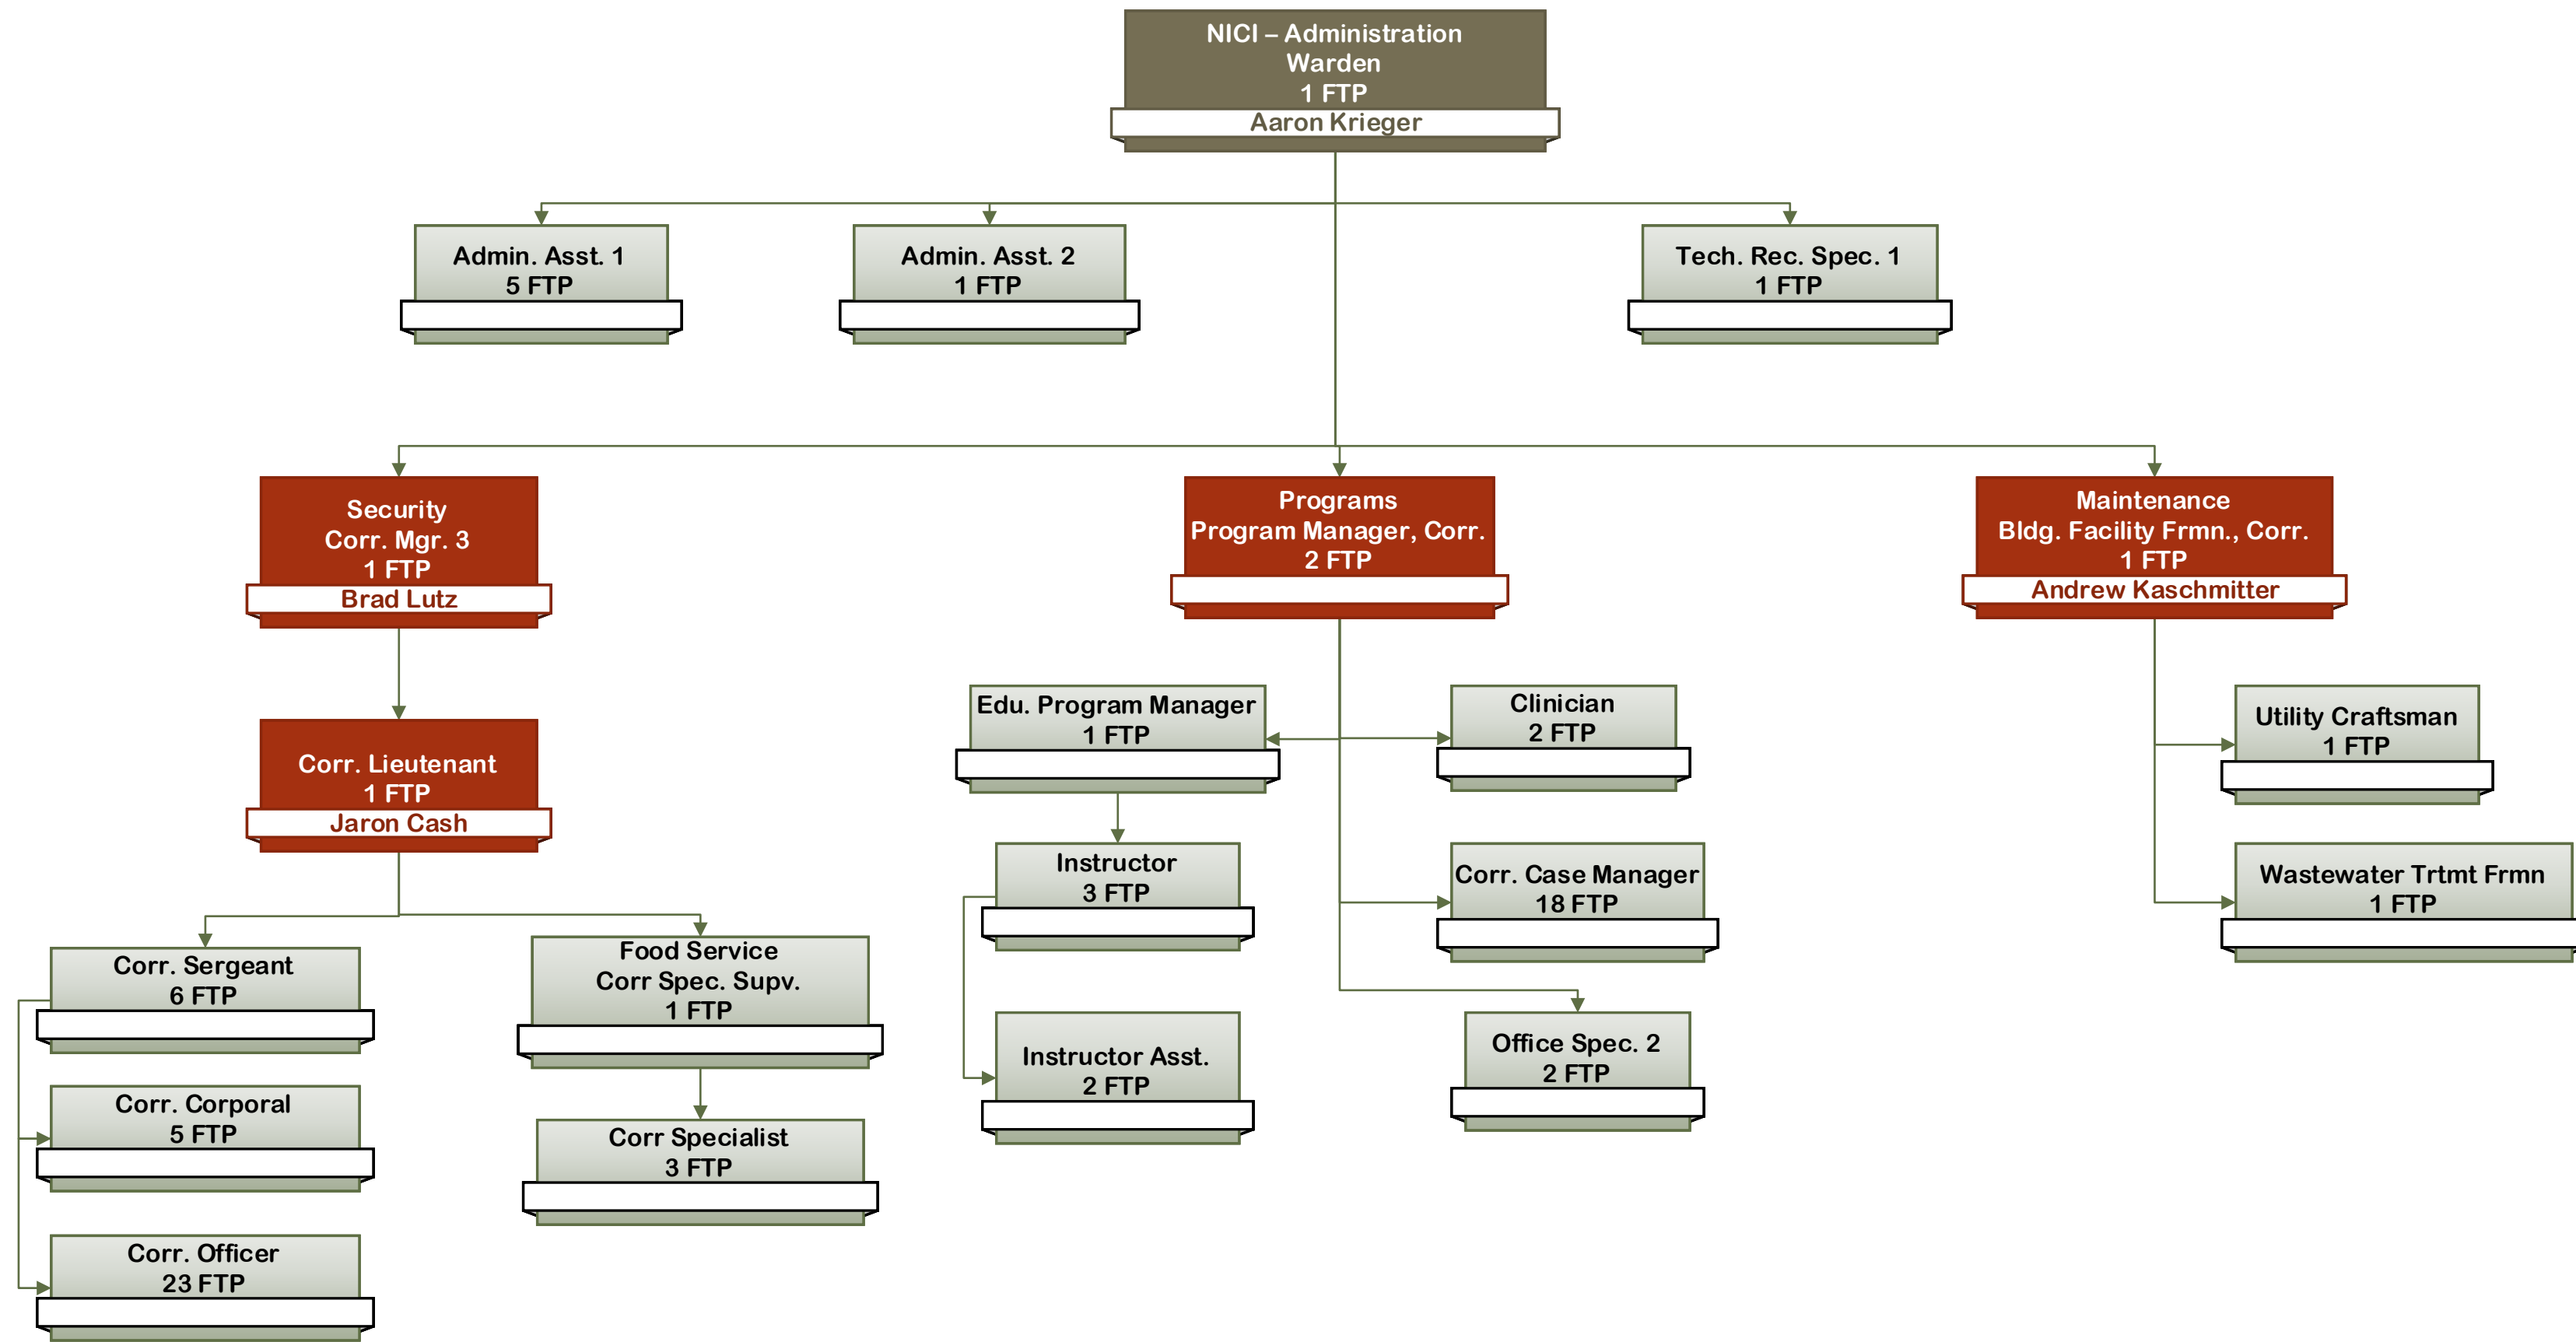 NICI – Administration
Warden
1 FTP
Aaron Krieger
Admin. Asst. 1
5 FTP
Admin. Asst. 2
1 FTP
Tech. Rec. Spec. 1
1 FTP
Security
Corr. Mgr. 3
1 FTP
Brad Lutz
Programs
Program Manager, Corr.
2 FTP
Maintenance
Bldg. Facility Frmn., Corr.
1 FTP
Andrew Kaschmitter
Corr. Lieutenant
1 FTP
Jaron Cash
Corr. Sergeant
6 FTP
Corr. Corporal
5 FTP
Corr. Officer
23 FTP
Food Service
Corr Spec. Supv.
1 FTP
Corr Specialist
3 FTP
Edu. Program Manager
1 FTP
Instructor
3 FTP
Instructor Asst.
2 FTP
Clinician
2 FTP
Corr. Case Manager
18 FTP
Office Spec. 2
2 FTP
Utility Craftsman
1 FTP
Wastewater Trtmt Frmn
1 FTP